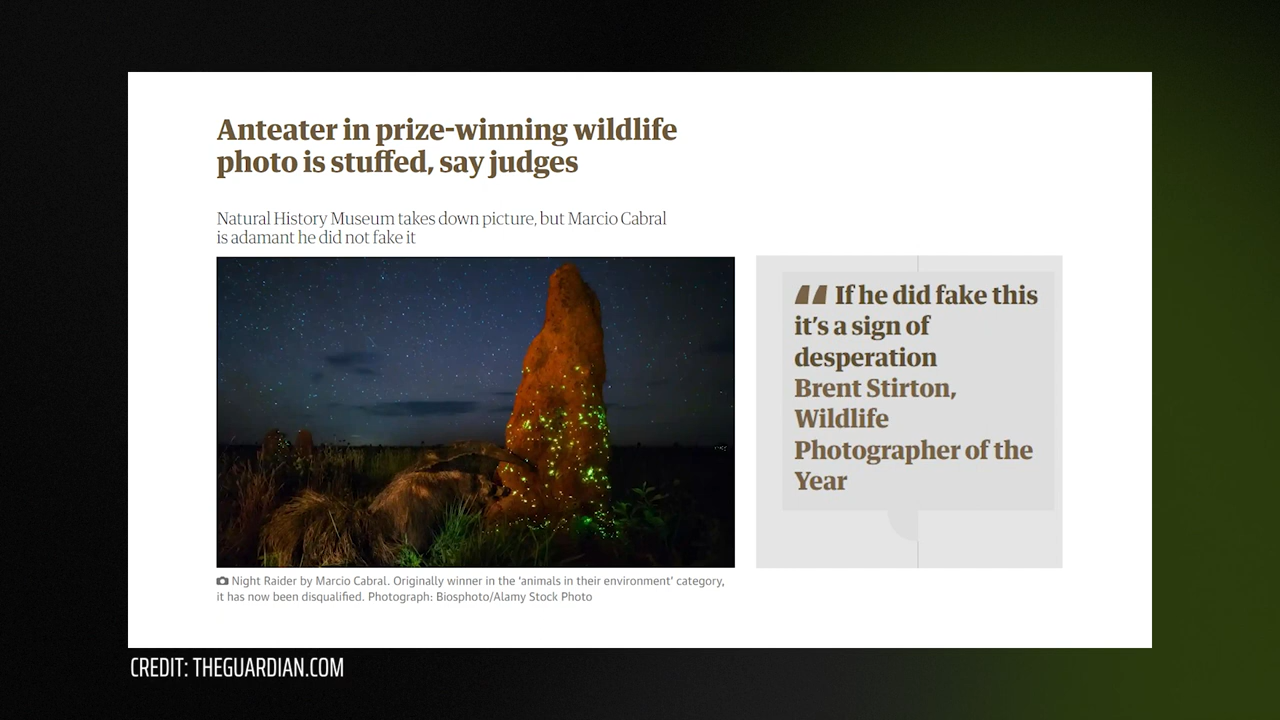 Anteater in prize-winning wildlife
photo is stuffed, say judges
Natural History Museum takes down picture, but Marcio Cabral
is adamant he did not fake it
If he did fake this
it's a sign of
desperation
Brent Stirton,
Wildlife
Photographer of the
Year
Night Raider by Marcio Cabral. Originally winner in the 'animals in their environment' category,
it has now been disqualified. Photograph: Biosphoto/Alamy Stock Photo
CREDIT: THEGUARDIAN.COM